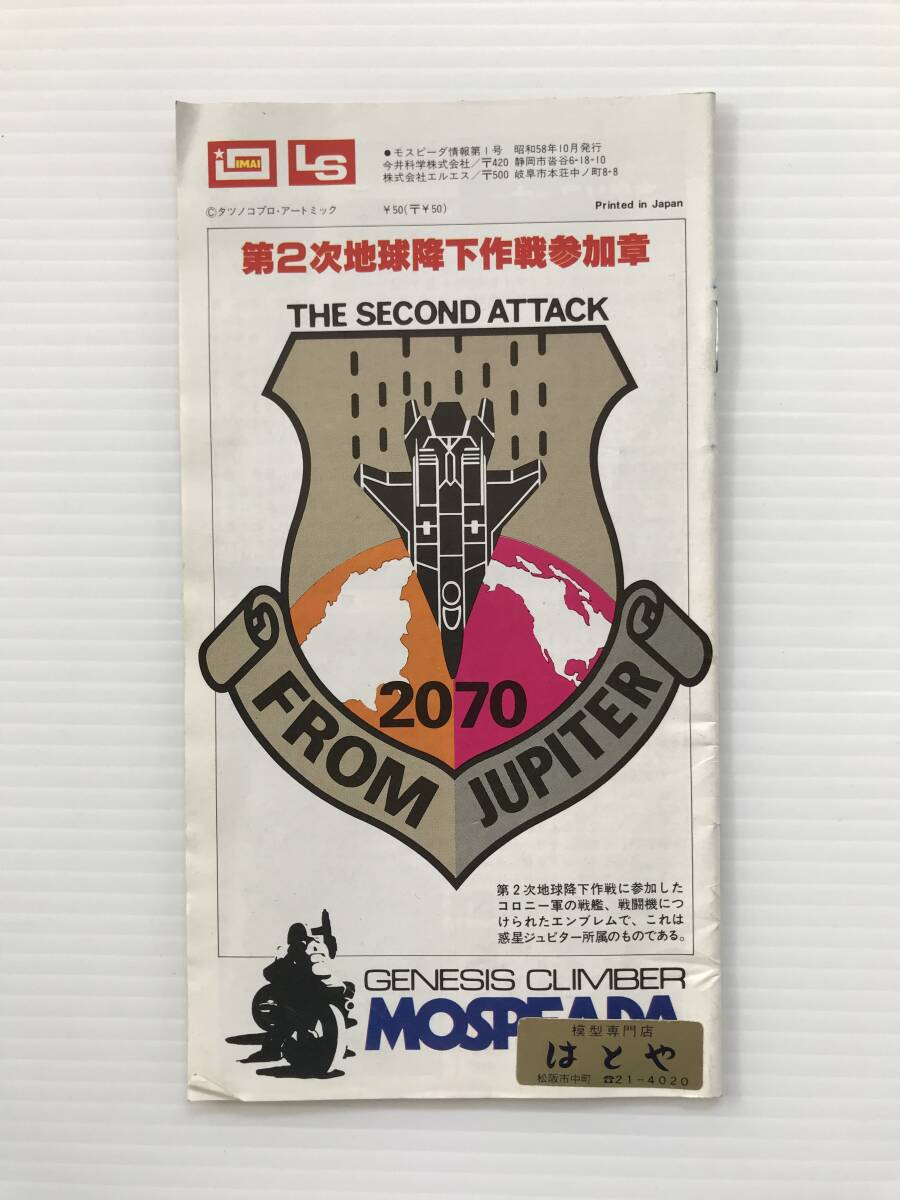 IMAI
LS
●モスピーダ情報第1号 昭和58年10月発行
今井科学株式会社/〒420 静岡市沓谷6-18-10
株式会社エルエス/〒500 岐阜市本荘中ノ町8-8
©タツノコプロ・アートミック ¥50(〒¥50) Printed in Japan
第2次地球降下作戦参加章
THE SECOND ATTACK
2070
FROM JUPITER
第2次地球降下作戦に参加した
コロニー軍の戦艦、戦闘機につ
けられたエンブレムで、これは
惑星ジュピター所属のものである。
GENESIS CLIMBER
MOSPEADA
模型専門店
はとや
松阪市中町 ☎21-4020